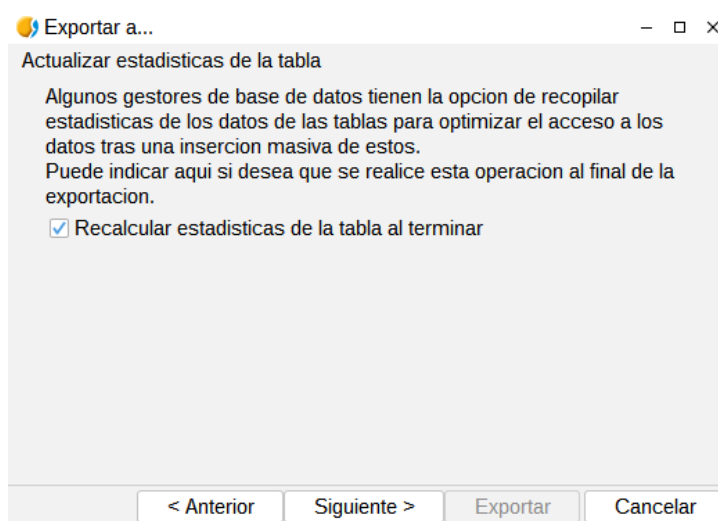 Exportar a...
Actualizar estadisticas de la tabla
Algunos gestores de base de datos tienen la opcion de recopilar
estadisticas de los datos de las tablas para optimizar el acceso a los
datos tras una insercion masiva de estos.
Puede indicar aqui si desea que se realice esta operacion al final de la
exportacion.
Recalcular estadisticas de la tabla al terminar
< Anterior Siguiente > Exportar Cancelar